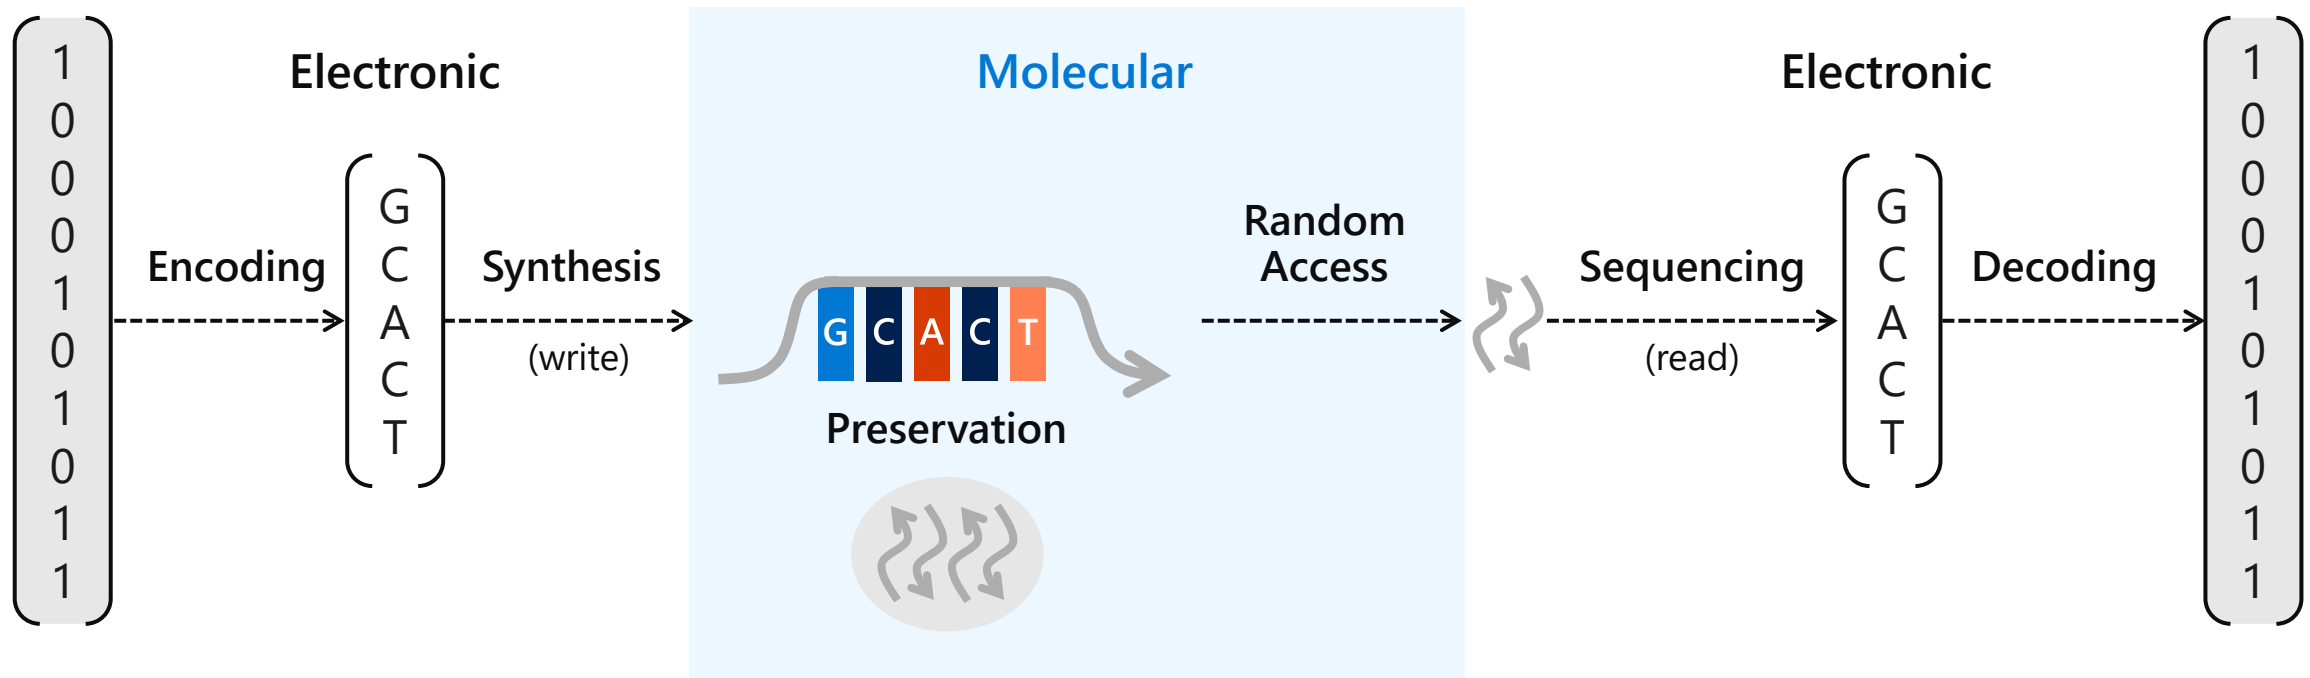 1
0
0
0
1
0
1
0
1
1
Electronic
Encoding
G
C
A
C
T
Synthesis
(write)
Molecular
G C A C T
Preservation
Random
Access
Electronic
Sequencing
(read)
G
C
A
C
T
Decoding
1
0
0
0
1
0
1
0
1
1